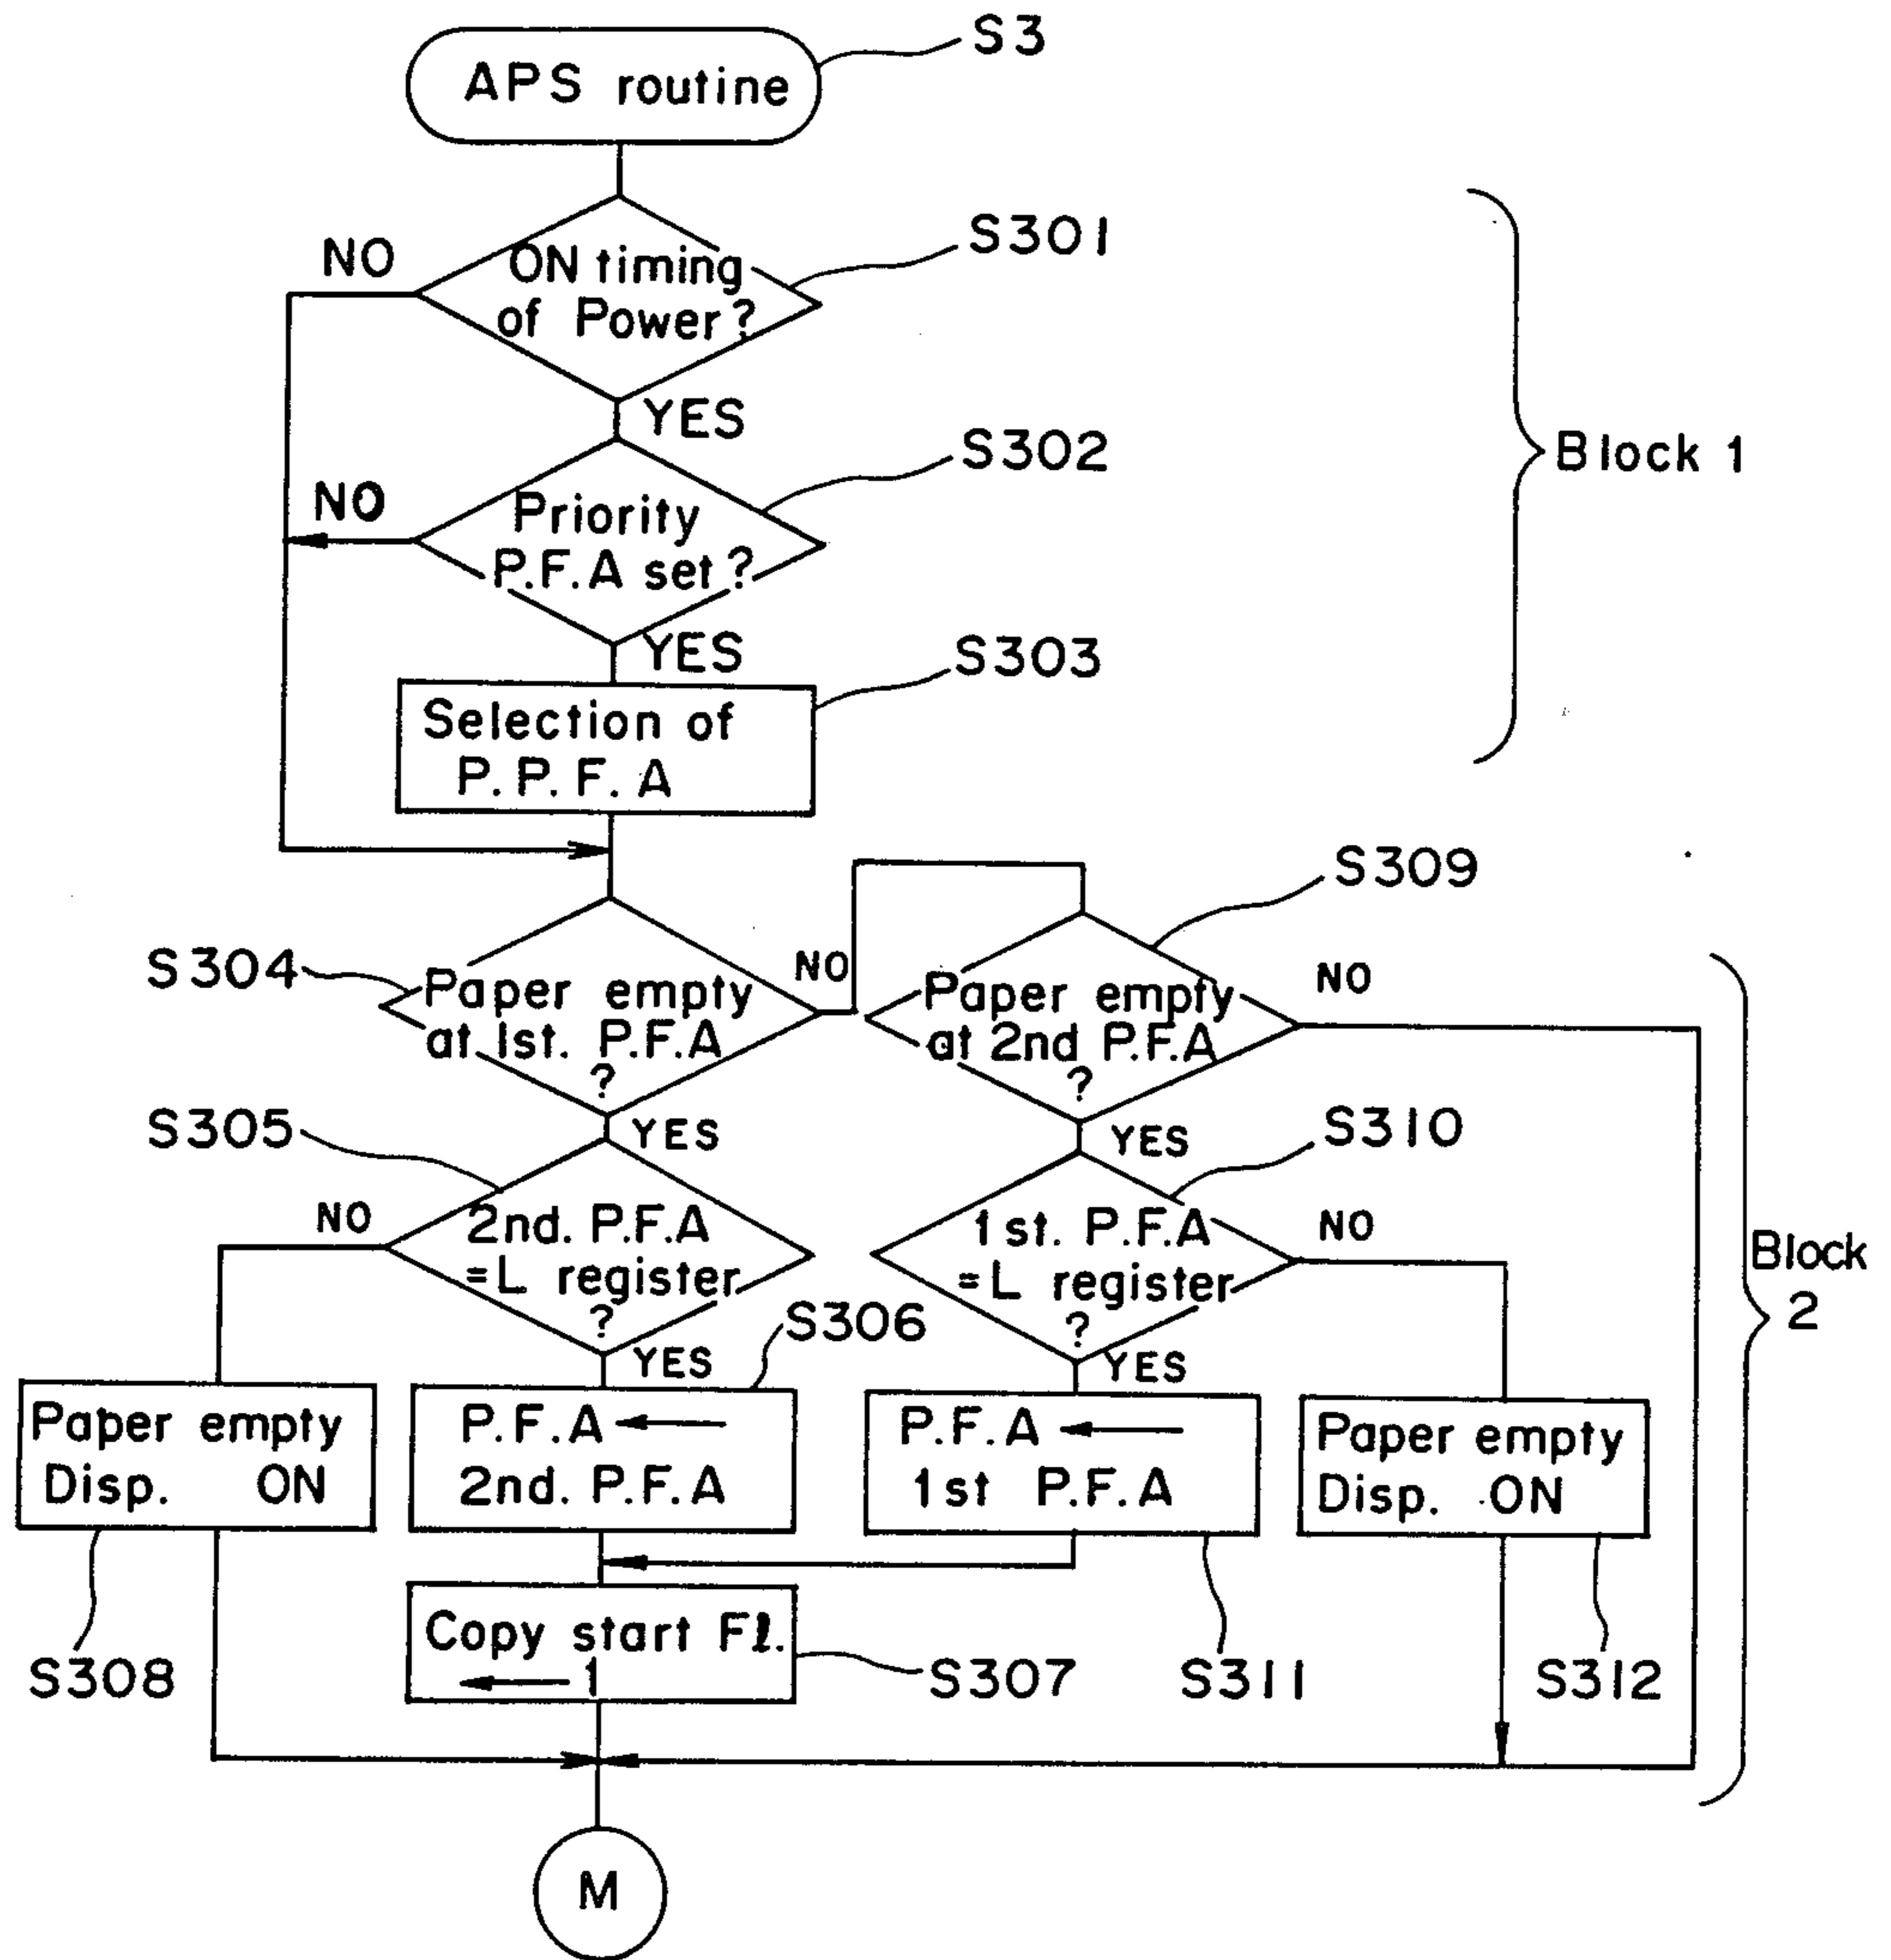 APS routine
S3
S301
NO
ON timing
of Power?
YES
S302
NO
Priority
P.F.A set?
YES
S303
Selection of
P. P. F. A
Block 1
S309
S304
Paper empty
at 1st. P.F.A
?
NO
Paper empty
at 2nd P.F.A
?
NO
S305
YES
YES
S310
NO
2nd. P.F.A
=L register
?
1st. P.F.A
=L register
?
NO
Block
2
S306
YES
YES
Paper empty
Disp. ON
P.F.A ←
2nd. P.F.A
P.F.A ←
1st P.F.A
Paper empty
Disp. ON
Copy start Fl.
← 1
S308
S307
S311
S312
M